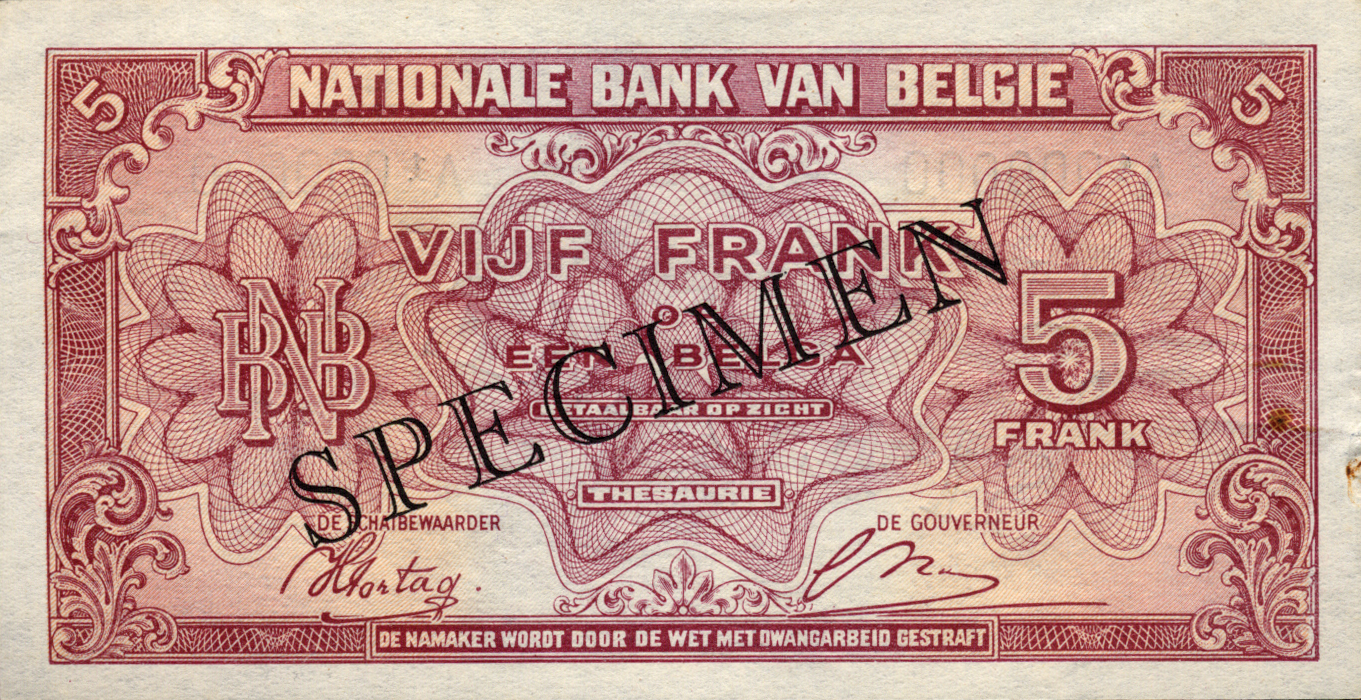 5
NATIONALE BANK VAN BELGIE
5
VIJF FRANK
OF
EEN BELGA
BNB
5
FRANK
BETAALBAAR OP ZICHT
SPECIMEN
THESAURIE
DE SCHATBEWAARDER
DE GOUVERNEUR
DE NAMAKER WORDT DOOR DE WET MET DWANGARBEID GESTRAFT